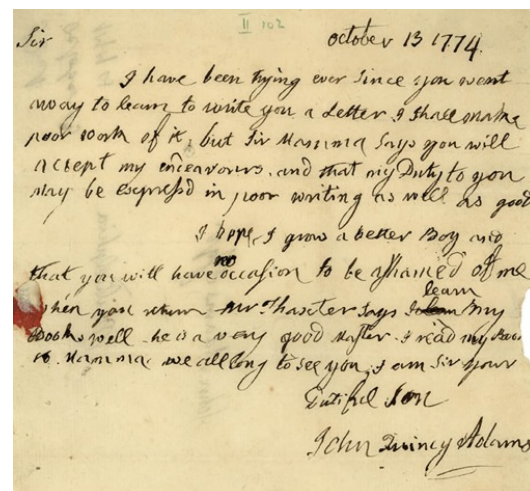 II 102
Sir October 13 1774.
I have been trying ever Since you went
away to learn to write you a Letter I Shall make
poor work of it, but Sir Mamma Says you will
accept my endeavours, and that my Duty to you
May be expressd in poor writing as well as good
I hope I grow a better Boy and
that you will have no occasion to be ashamed of me
when you return Mr Thaxter Says I learn my
Books well he is a very good Master. I read my
to Mamma. we all long to see you. I am Sir your
Dutiful Son
John Quincy Adams